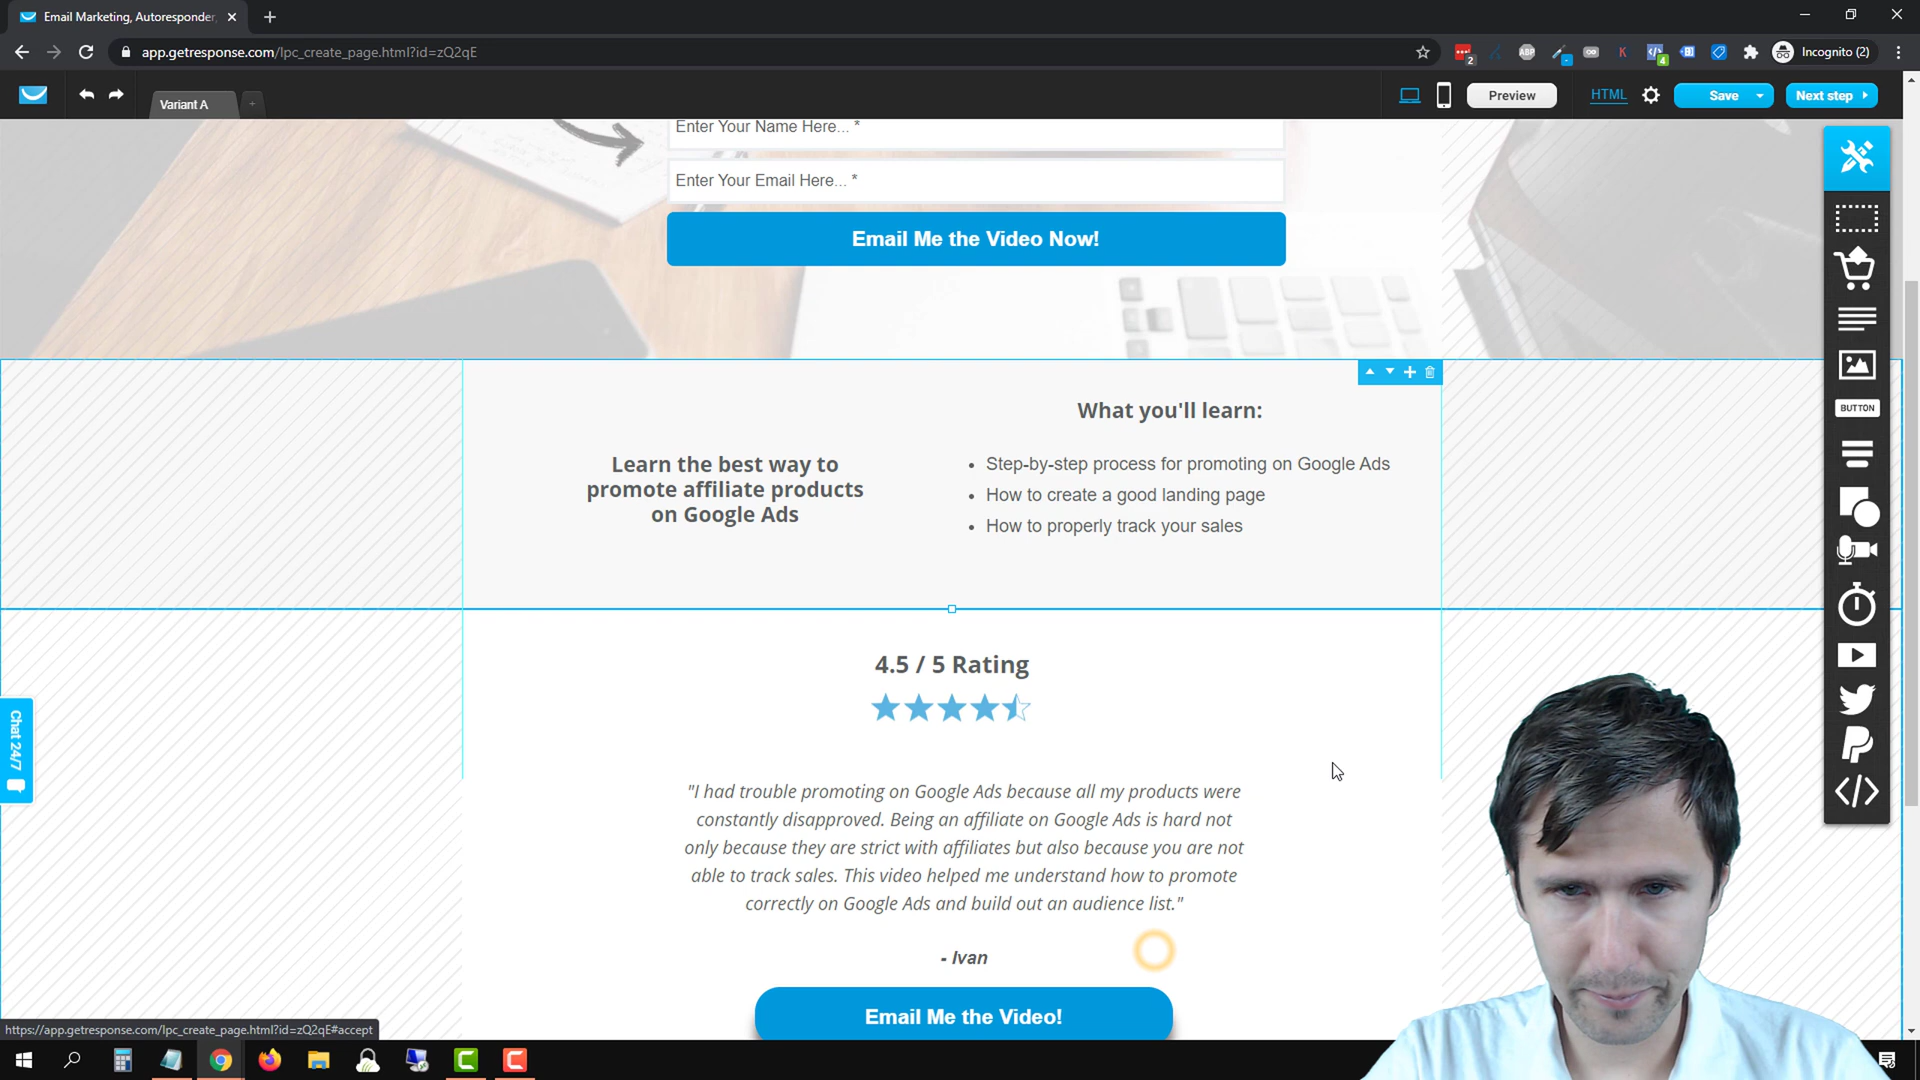 Email Marketing, Autoresponder,
app.getresponse.com/lpc_create_page.html?id=zQ2qE
2
4
Incognito (2)
Variant A
Preview
HTML
Save
Next step
Enter Your Name Here... *
Enter Your Email Here... *
Email Me the Video Now!
What you'll learn:
Learn the best way to
promote affiliate products
on Google Ads
• Step-by-step process for promoting on Google Ads
• How to create a good landing page
• How to properly track your sales
BUTTON
4.5 / 5 Rating
Chat 24/7
"I had trouble promoting on Google Ads because all my products were
constantly disapproved. Being an affiliate on Google Ads is hard not
only because they are strict with affiliates but also because you are not
able to track sales. This video helped me understand how to promote
correctly on Google Ads and build out an audience list."
- Ivan
Email Me the Video!
https://app.getresponse.com/lpc_create_page.html?id=zQ2qE#accept